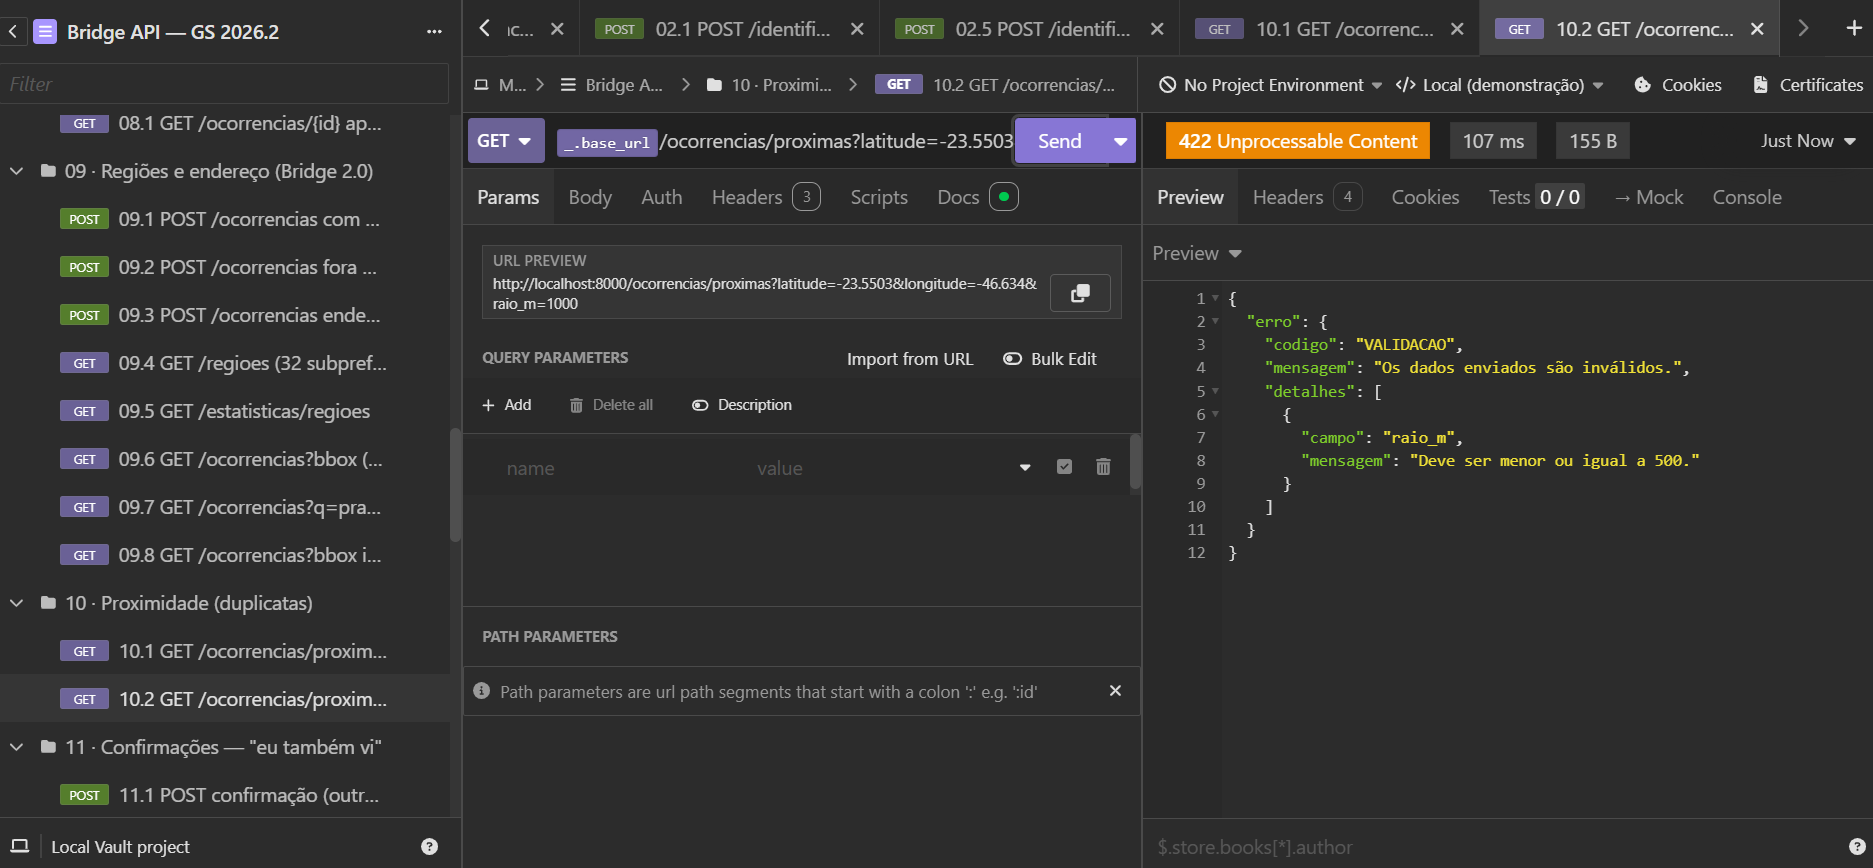 Bridge API — GS 2026.2
Filter
GET 08.1 GET /ocorrencias/{id} ap...
09 · Regiões e endereço (Bridge 2.0)
POST 09.1 POST /ocorrencias com ...
POST 09.2 POST /ocorrencias fora ...
POST 09.3 POST /ocorrencias ende...
GET 09.4 GET /regioes (32 subpref...
GET 09.5 GET /estatisticas/regioes
GET 09.6 GET /ocorrencias?bbox (...
GET 09.7 GET /ocorrencias?q=pra...
GET 09.8 GET /ocorrencias?bbox i...
10 · Proximidade (duplicatas)
GET 10.1 GET /ocorrencias/proxim...
GET 10.2 GET /ocorrencias/proxim...
11 · Confirmações — "eu também vi"
POST 11.1 POST confirmação (outr...
Local Vault project
c...
POST 02.1 POST /identifi...
POST 02.5 POST /identifi...
GET 10.1 GET /ocorrenc...
GET 10.2 GET /ocorrenc...
M... > Bridge A... > 10 · Proximi... > GET 10.2 GET /ocorrencias/...
GET _.base_url /ocorrencias/proximas?latitude=-23.5503 Send
Params Body Auth Headers 3 Scripts Docs
URL PREVIEW
http://localhost:8000/ocorrencias/proximas?latitude=-23.5503&longitude=-46.634&
raio_m=1000
QUERY PARAMETERS Import from URL Bulk Edit
Add Delete all Description
name value
PATH PARAMETERS
Path parameters are url path segments that start with a colon ':' e.g. ':id'
No Project Environment Local (demonstração) Cookies Certificates
422 Unprocessable Content 107 ms 155 B Just Now
Preview Headers 4 Cookies Tests 0 / 0 → Mock Console
Preview
1 {
2 "erro": {
3 "codigo": "VALIDACAO",
4 "mensagem": "Os dados enviados são inválidos.",
5 "detalhes": [
6 {
7 "campo": "raio_m",
8 "mensagem": "Deve ser menor ou igual a 500."
9 }
10 ]
11 }
12 }
$.store.books[*].author